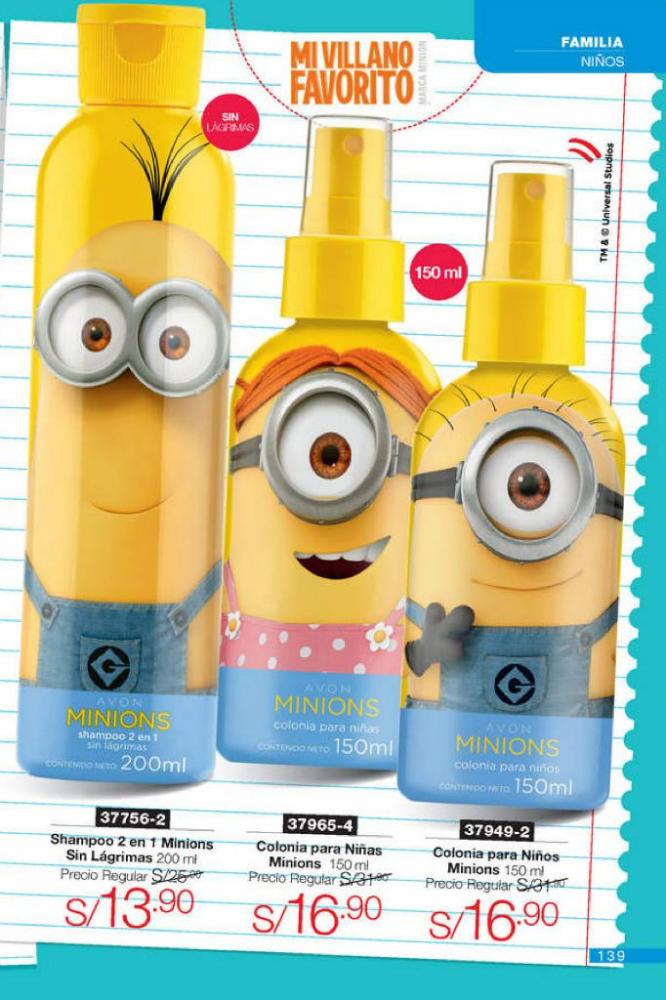 FAMILIA
NIÑOS
MI VILLANO
FAVORITO
MARCA MINION
SIN
LÁGRIMAS
150 ml
TM & © Universal Studios
AVON
MINIONS
shampoo 2 en 1
sin lágrimas
CONTENIDO NETO: 200ml
AVON
MINIONS
colonia para niñas
CONTENIDO NETO: 150ml
AVON
MINIONS
colonia para niños
CONTENIDO NETO: 150ml
37756-2
Shampoo 2 en 1 Minions
Sin Lágrimas 200 ml
Precio Regular S/25.00
S/13.90
37965-4
Colonia para Niñas
Minions 150 ml
Precio Regular S/31.90
S/16.90
37949-2
Colonia para Niños
Minions 150 ml
Precio Regular S/31.90
S/16.90
139